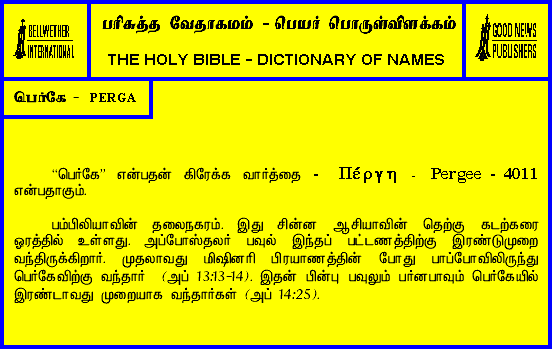 BELLWETHER
INTERNATIONAL
பரிசுத்த வேதாகமம் - பெயர் பொருள்விளக்கம்
THE HOLY BIBLE - DICTIONARY OF NAMES
GOOD NEWS
PUBLISHERS
பெர்கே - PERGA
“பெர்கே” என்பதன் கிரேக்க வார்த்தை - Πέργη - Pergee - 4011
என்பதாகும்.
பம்பிலியாவின் தலைநகரம். இது சின்ன ஆசியாவின் தெற்கு கடற்கரை
ஓரத்தில் உள்ளது. அப்போஸ்தலர் பவுல் இந்தப் பட்டணத்திற்கு இரண்டுமுறை
வந்திருக்கிறார். முதலாவது மிஷினரி பிரயாணத்தின் போது பாப்போவிலிருந்து
பெர்கேவிற்கு வந்தார் (அப் 13:13-14). இதன் பின்பு பவுலும் பர்னபாவும் பெர்கேயில்
இரண்டாவது முறையாக வந்தார்கள் (அப் 14:25).